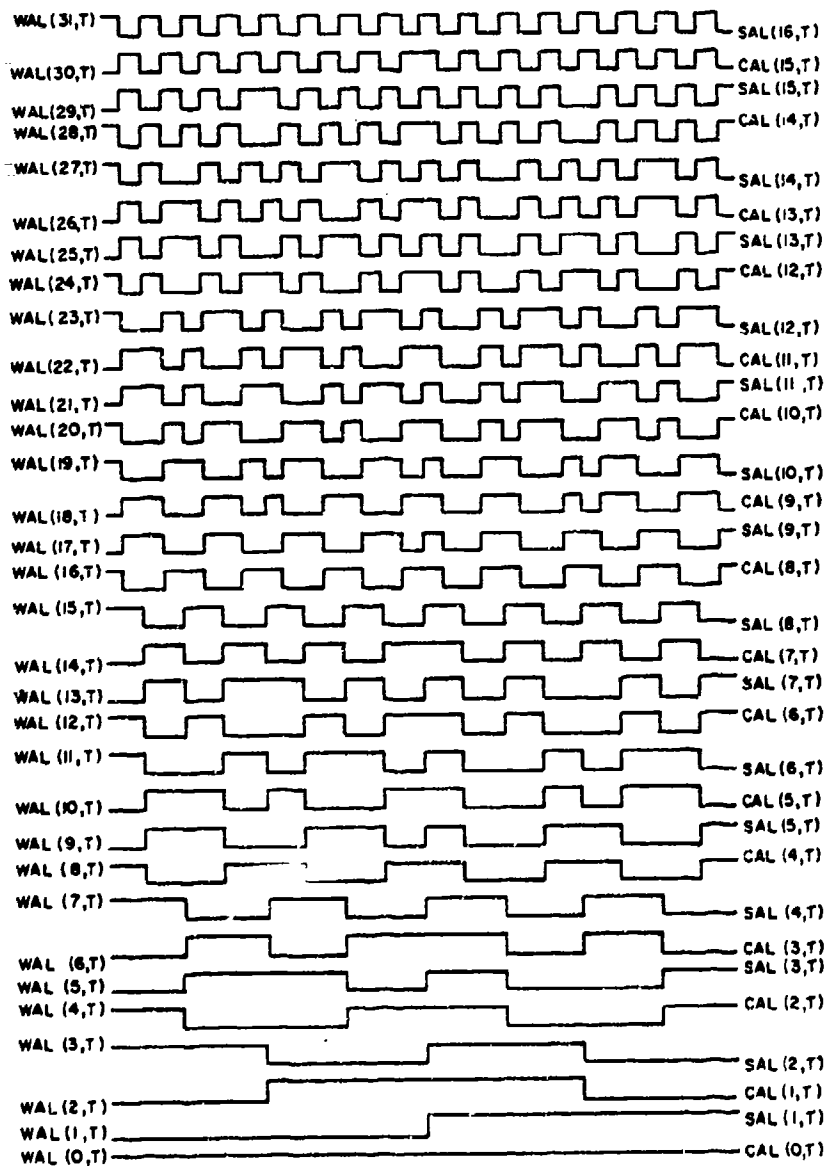 WAL(31,T) SAL(16,T)
WAL(30,T) CAL(15,T)
WAL(29,T) SAL(15,T)
WAL(28,T) CAL(14,T)
WAL(27,T) SAL(14,T)
WAL(26,T) CAL(13,T)
WAL(25,T) SAL(13,T)
WAL(24,T) CAL(12,T)
WAL(23,T) SAL(12,T)
WAL(22,T) CAL(11,T)
WAL(21,T) SAL(11,T)
WAL(20,T) CAL(10,T)
WAL(19,T) SAL(10,T)
WAL(18,T) CAL(9,T)
WAL(17,T) SAL(9,T)
WAL(16,T) CAL(8,T)
WAL(15,T) SAL(8,T)
WAL(14,T) CAL(7,T)
WAL(13,T) SAL(7,T)
WAL(12,T) CAL(6,T)
WAL(11,T) SAL(6,T)
WAL(10,T) CAL(5,T)
WAL(9,T) SAL(5,T)
WAL(8,T) CAL(4,T)
WAL(7,T) SAL(4,T)
WAL(6,T) CAL(3,T)
WAL(5,T) SAL(3,T)
WAL(4,T) CAL(2,T)
WAL(3,T) SAL(2,T)
WAL(2,T) CAL(1,T)
WAL(1,T) SAL(1,T)
WAL(0,T) CAL(0,T)